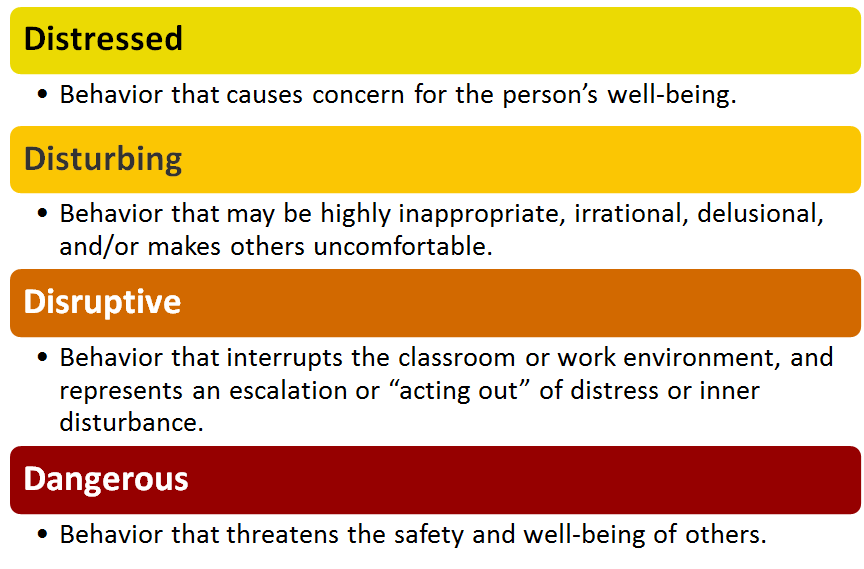 Distressed
• Behavior that causes concern for the person’s well-being.
Disturbing
• Behavior that may be highly inappropriate, irrational, delusional,
and/or makes others uncomfortable.
Disruptive
• Behavior that interrupts the classroom or work environment, and
represents an escalation or “acting out” of distress or inner
disturbance.
Dangerous
• Behavior that threatens the safety and well-being of others.